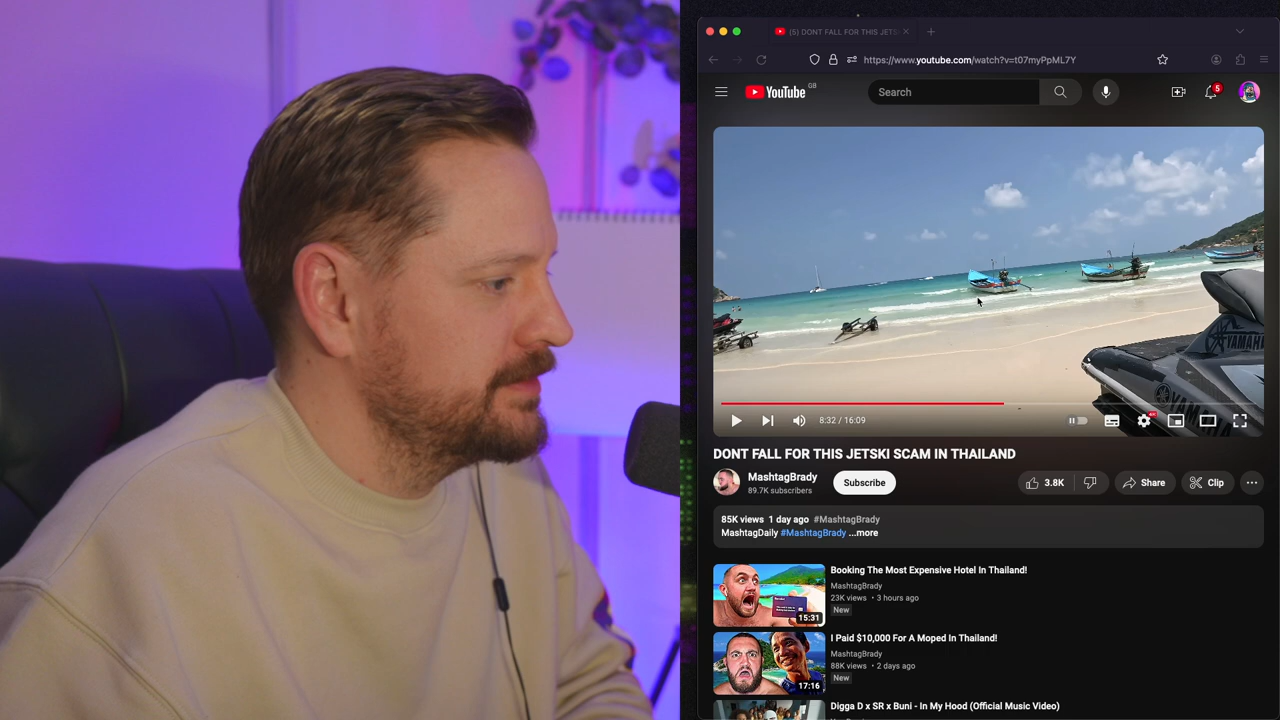 (5) DONT FALL FOR THIS JETS
https://www.youtube.com/watch?v=t07myPpML7Y
YouTube GB
Search
5
YAMAHA
YAMAHA
8:32 / 16:09
4K
DONT FALL FOR THIS JETSKI SCAM IN THAILAND
MashtagBrady
89.7K subscribers
Subscribe
3.8K
Share
Clip
85K views 1 day ago #MashtagBrady
MashtagDaily #MashtagBrady ...more
Booking The Most Expensive Hotel In Thailand!
MashtagBrady
23K views • 3 hours ago
New
15:31
I Paid $10,000 For A Moped In Thailand!
MashtagBrady
88K views • 2 days ago
New
17:16
Digga D x SR x Buni - In My Hood (Official Music Video)